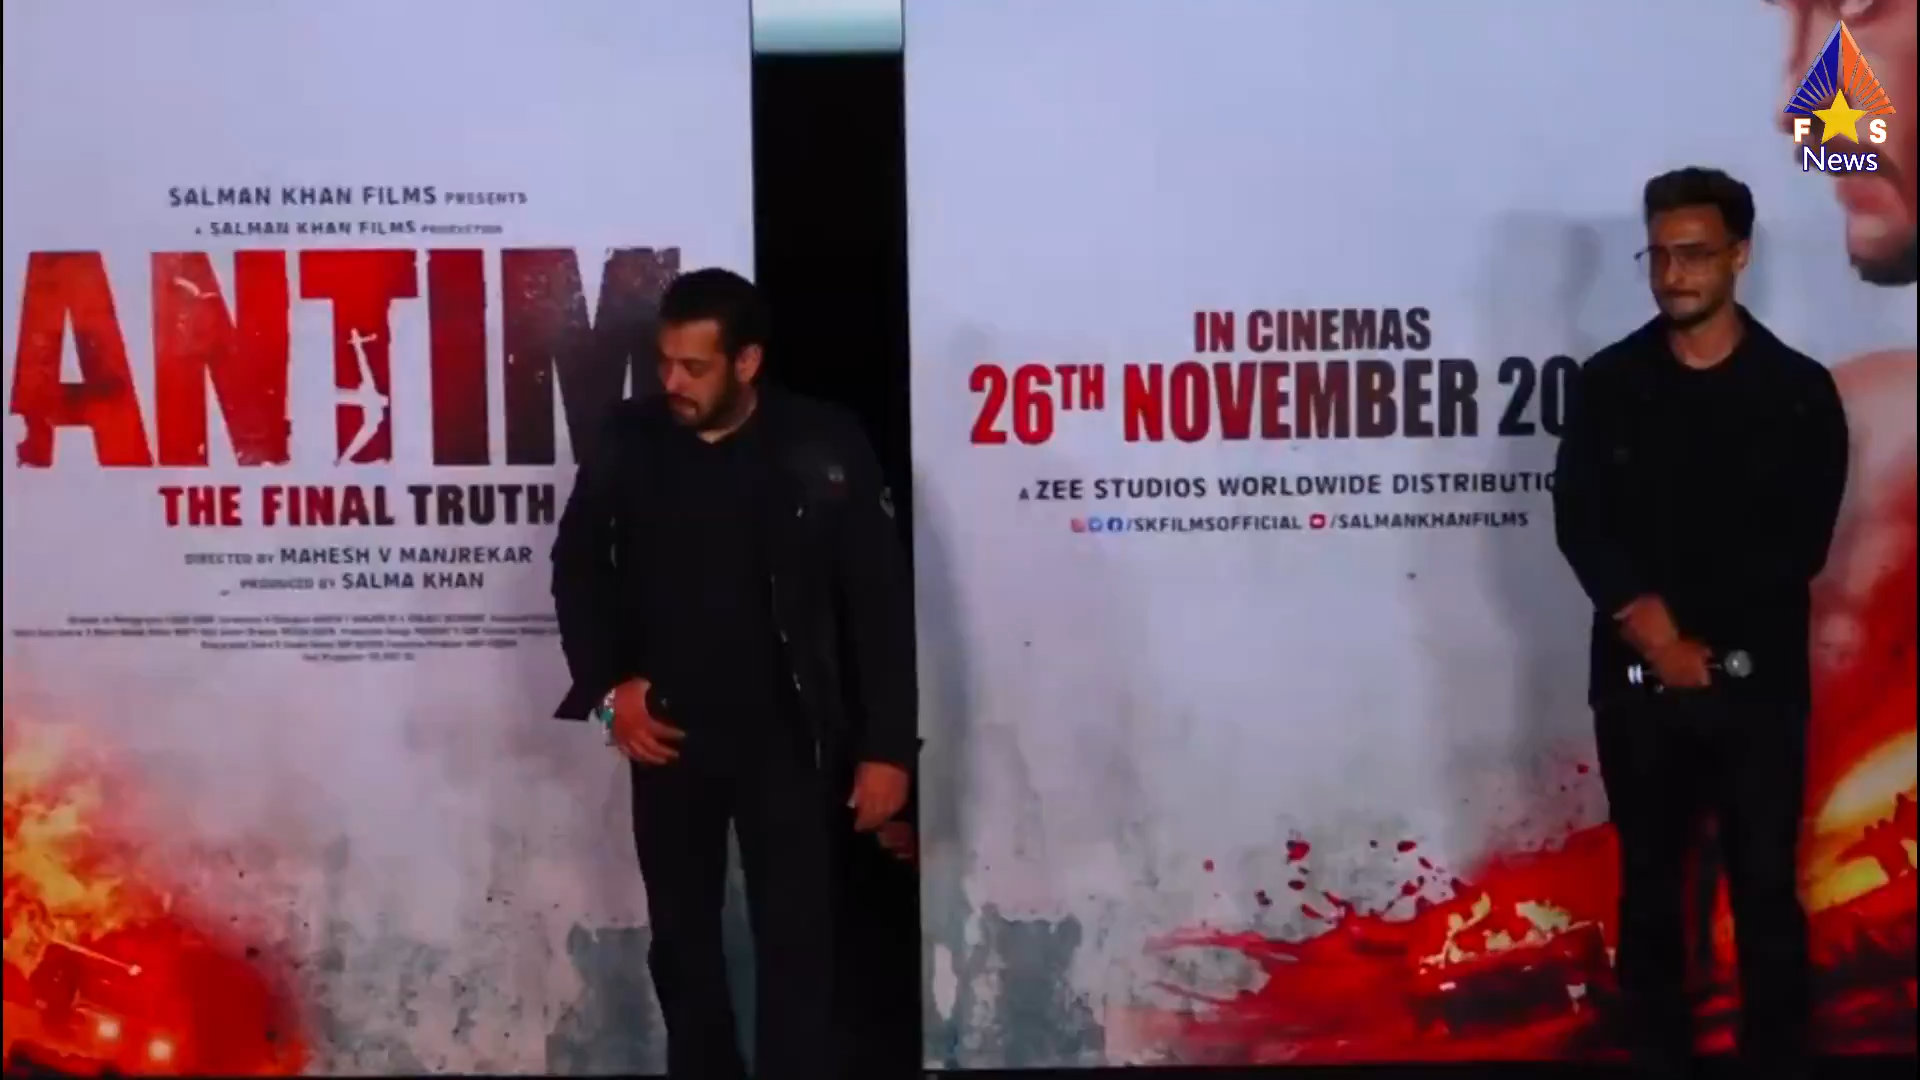 SALMAN KHAN FILMS PRESENTS
A SALMAN KHAN FILMS PRODUCTION
ANTIM
THE FINAL TRUTH
DIRECTED BY MAHESH V MANJREKAR
PRODUCED BY SALMA KHAN
IN CINEMAS
26TH NOVEMBER 20
A ZEE STUDIOS WORLDWIDE DISTRIBUTIO
/SKFILMSOFFICIAL /SALMANKHANFILMS
F S
News